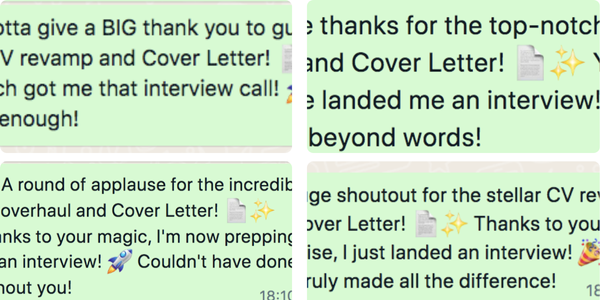 otta give a BIG thank you to gu
V revamp and Cover Letter! 📄
ch got me that interview call! 🚀
enough!
e thanks for the top-notch
and Cover Letter! 📄✨ Y
e landed me an interview!
beyond words!
A round of applause for the incredib
overhaul and Cover Letter! 📄✨
nks to your magic, I'm now prepping
an interview! 🚀 Couldn't have done
hout you!
18:10
ge shoutout for the stellar CV rev
over Letter! 📄✨ Thanks to you
ise, I just landed an interview! 🎉
ruly made all the difference!
18